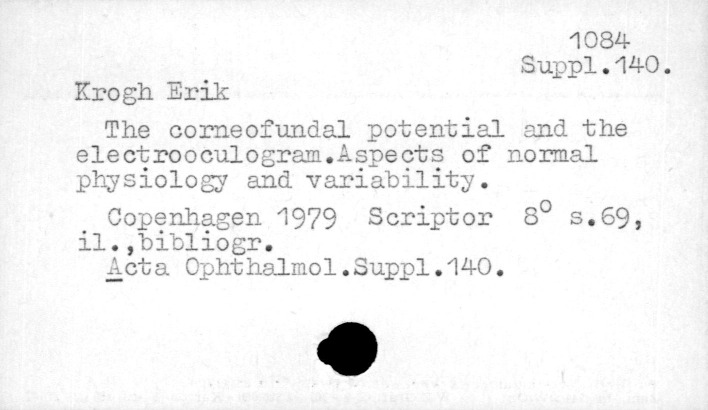 1084
Suppl.140.
Krogh Erik
The corneofundal potential and the
electrooculogram.Aspects of normal
physiology and variability.
Copenhagen 1979 Scriptor 8° s.69,
il.,bibliogr.
Acta Ophthalmol.Suppl.140.